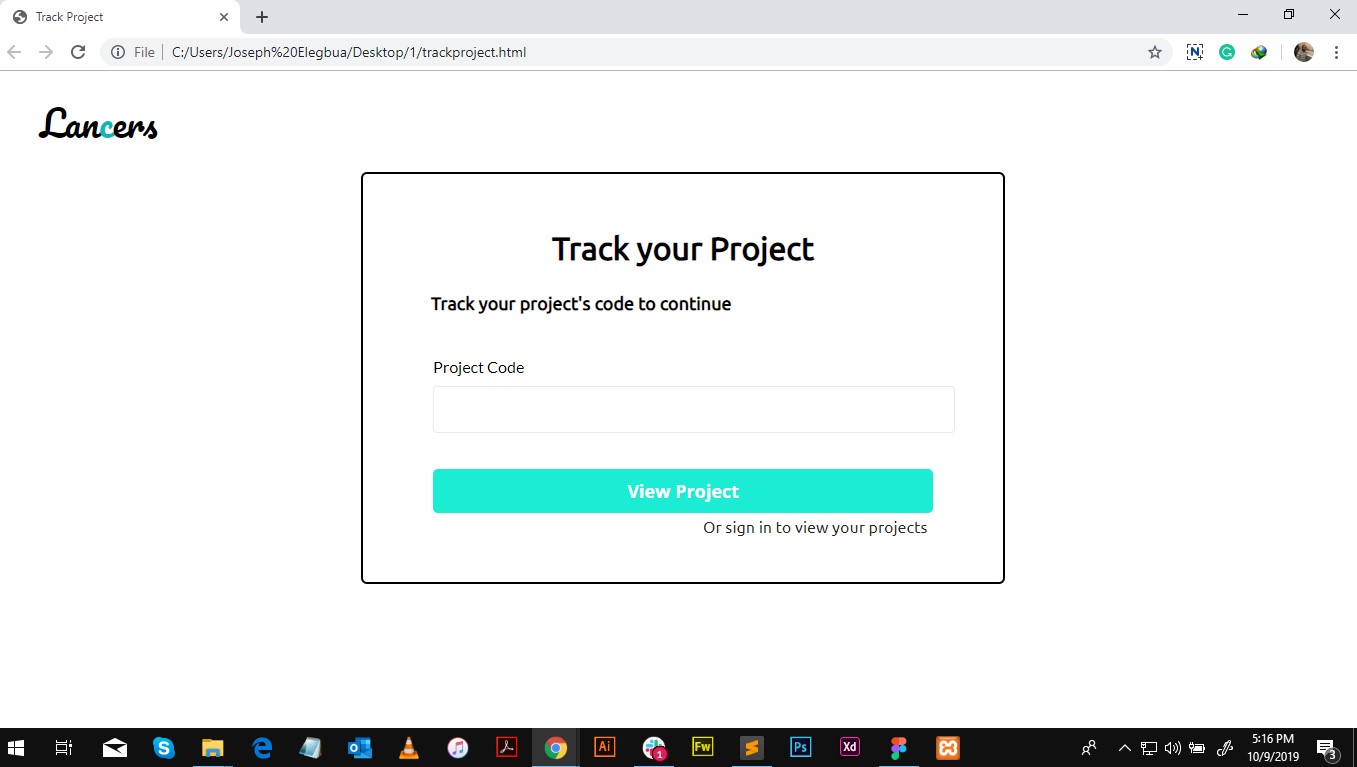 Track Project
File
C:/Users/Joseph%20Elegbua/Desktop/1/trackproject.html
N
G
Lancers
Track your Project
Track your project's code to continue
Project Code
View Project
Or sign in to view your projects
S
Ai
1
Fw
Ps
Xd
5:16 PM
10/9/2019
3